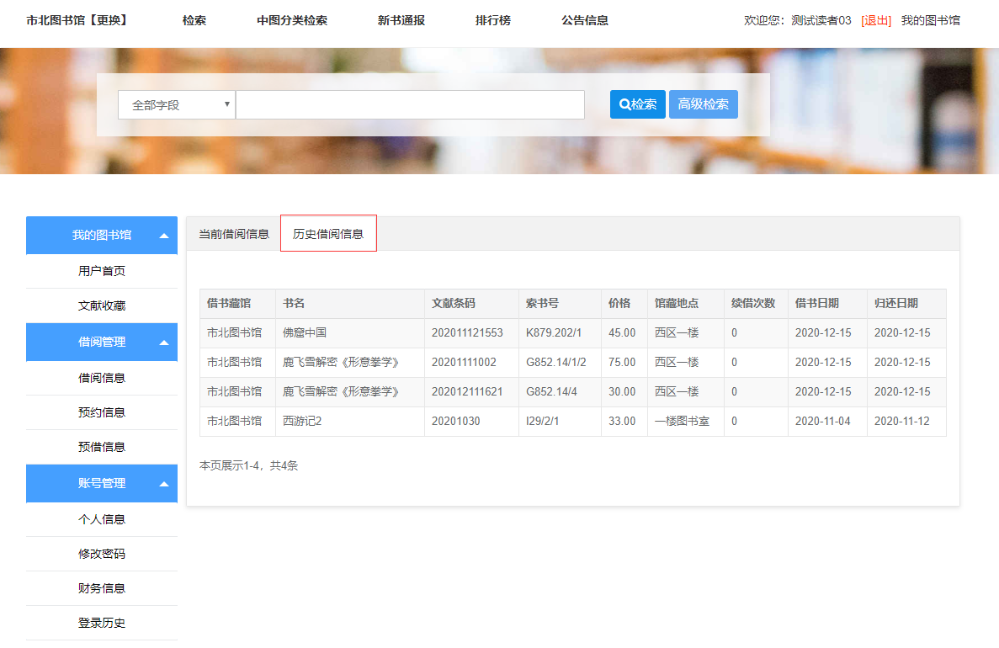 市北图书馆【更换】 检索 中图分类检索 新书通报 排行榜 公告信息 欢迎您：测试读者03 [退出] 我的图书馆
全部字段 检索 高级检索
我的图书馆
用户首页
文献收藏
借阅管理
借阅信息
预约信息
预借信息
账号管理
个人信息
修改密码
财务信息
登录历史
当前借阅信息 历史借阅信息
借书藏馆 书名 文献条码 索书号 价格 馆藏地点 续借次数 借书日期 归还日期
市北图书馆 佛窟中国 202011121553 K879.202/1 45.00 西区一楼 0 2020-12-15 2020-12-15
市北图书馆 鹿飞雪解密《形意拳学》 20201111002 G852.14/1/2 75.00 西区一楼 0 2020-12-15 2020-12-15
市北图书馆 鹿飞雪解密《形意拳学》 202012111621 G852.14/4 30.00 西区一楼 0 2020-12-15 2020-12-15
市北图书馆 西游记2 20201030 I29/2/1 33.00 一楼图书室 0 2020-11-04 2020-11-12
本页展示1-4，共4条